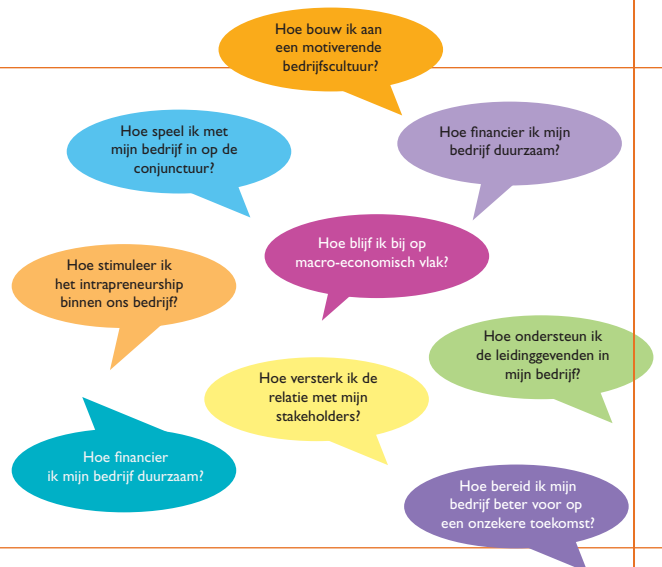 Hoe bouw ik aan
een motiverende
bedrijfscultuur?
Hoe speel ik met
mijn bedrijf in op de
conjunctuur?
Hoe financier ik mijn
bedrijf duurzaam?
Hoe blijf ik bij op
macro-economisch vlak?
Hoe stimuleer ik
het intrapreneurship
binnen ons bedrijf?
Hoe ondersteun ik
de leidinggevenden in
mijn bedrijf?
Hoe versterk ik de
relatie met mijn
stakeholders?
Hoe financier
ik mijn bedrijf duurzaam?
Hoe bereid ik mijn
bedrijf beter voor op
een onzekere toekomst?